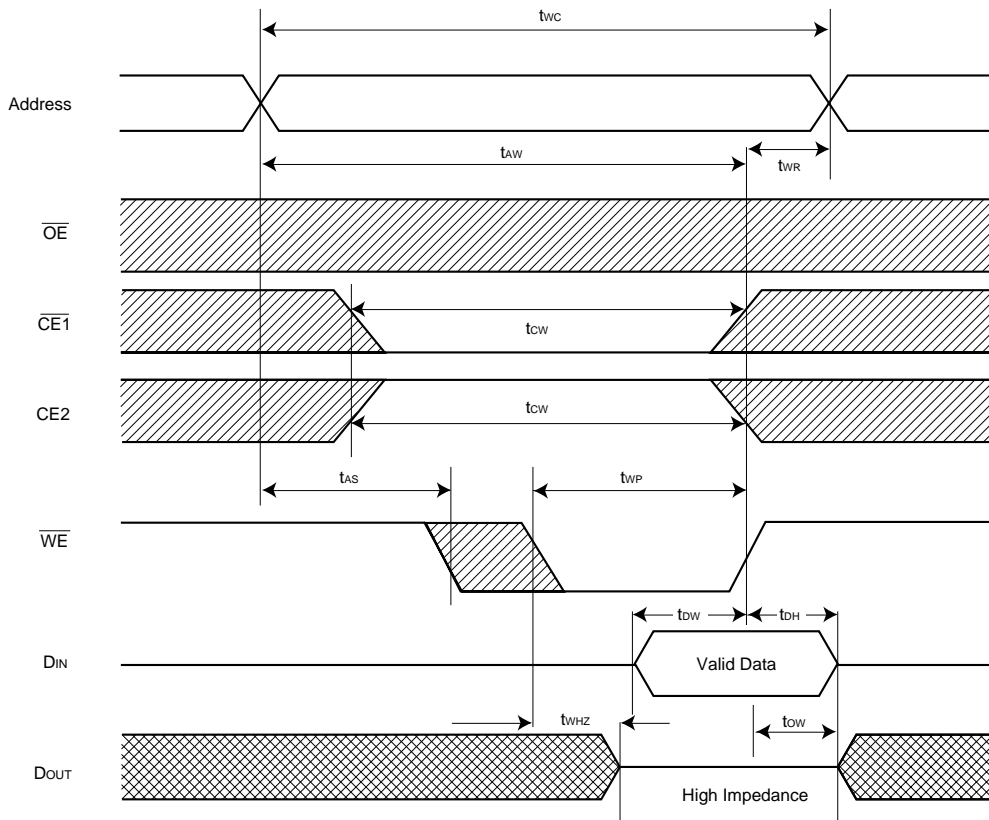 tWC
Address
tAW
tWR
OE
CE1
tCW
CE2
tCW
tAS
tWP
WE
tDW
tDH
DIN
Valid Data
tWHZ
tOW
DOUT
High Impedance